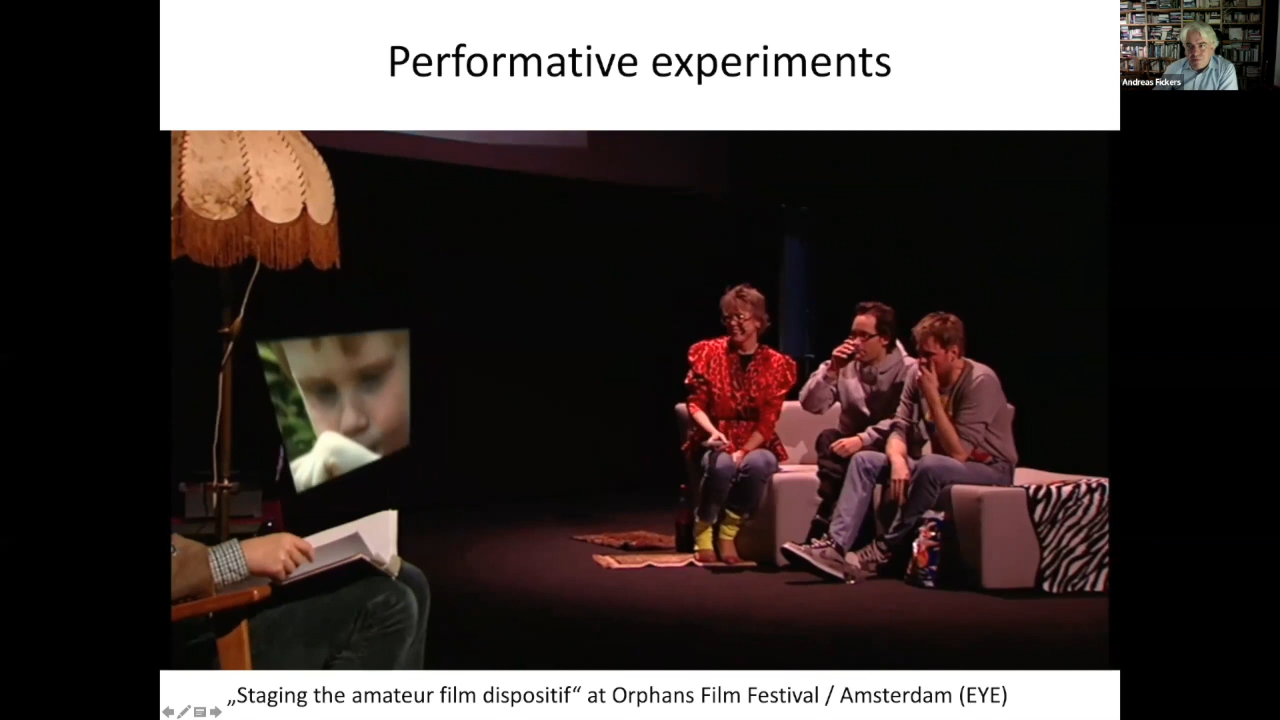 Performative experiments
Andreas Fickers
„Staging the amateur film dispositif“ at Orphans Film Festival / Amsterdam (EYE)